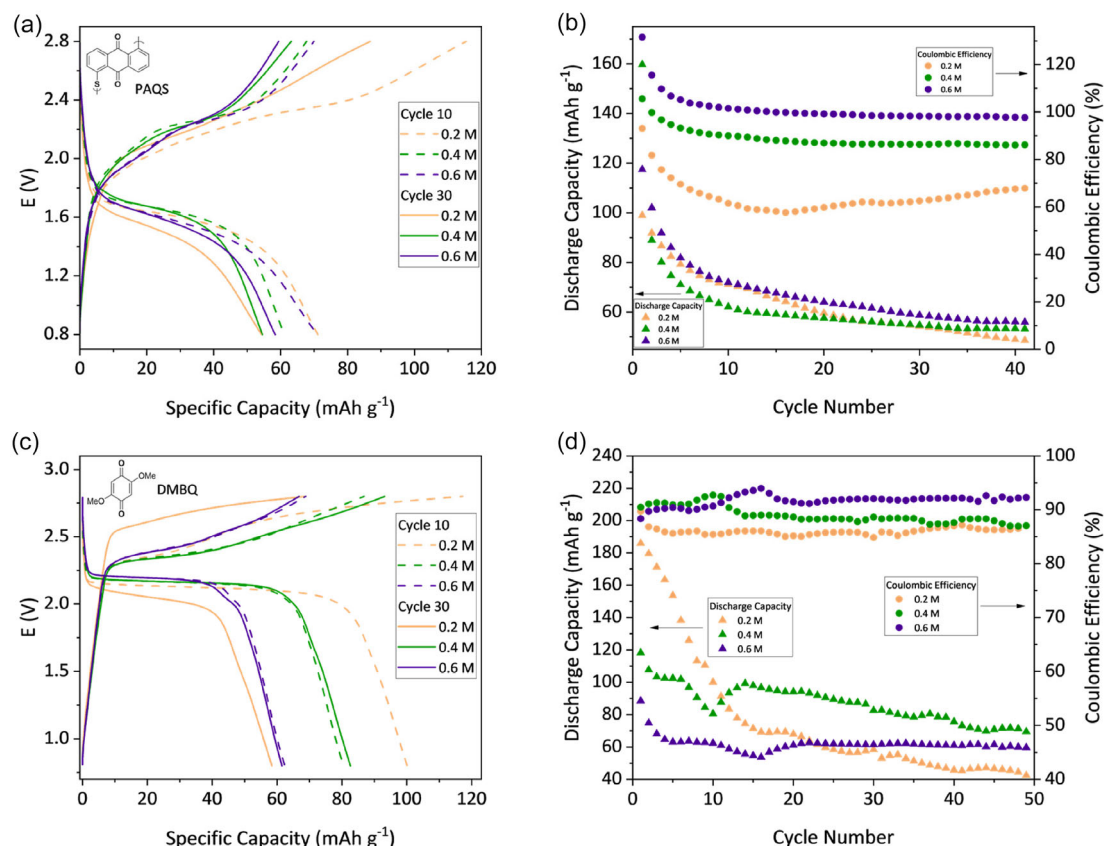 (a)
2.8
2.4
2.0
1.6
1.2
0.8
E (V)
O
O
S
PAQS
Cycle 10
0.2 M
0.4 M
0.6 M
Cycle 30
0.2 M
0.4 M
0.6 M
0 20 40 60 80 100 120
Specific Capacity (mAh g⁻¹)
(b)
160
140
120
100
80
60
Discharge Capacity (mAh g⁻¹)
Coulombic Efficiency
0.2 M
0.4 M
0.6 M
Discharge Capacity
0.2 M
0.4 M
0.6 M
120
100
80
60
40
20
0
Coulombic Efficiency (%)
0 10 20 30 40
Cycle Number
(c)
3.0
2.5
2.0
1.5
1.0
E (V)
O
OMe
MeO
O
DMBQ
Cycle 10
0.2 M
0.4 M
0.6 M
Cycle 30
0.2 M
0.4 M
0.6 M
0 20 40 60 80 100 120
Specific Capacity (mAh g⁻¹)
(d)
240
220
200
180
160
140
120
100
80
60
40
Discharge Capacity (mAh g⁻¹)
Discharge Capacity
0.2 M
0.4 M
0.6 M
Coulombic Efficiency
0.2 M
0.4 M
0.6 M
100
90
80
70
60
50
40
Coulombic Efficiency (%)
0 10 20 30 40 50
Cycle Number